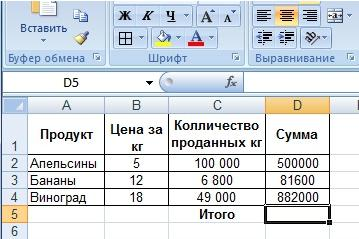 Вставить
Ж К Ч
Буфер обмена
Шрифт
Выравнивание
D5
fx
A B C D
1 Продукт Цена за кг Колличество проданных кг Сумма
2 Апельсины 5 100 000 500000
3 Бананы 12 6 800 81600
4 Виноград 18 49 000 882000
5 Итого
6